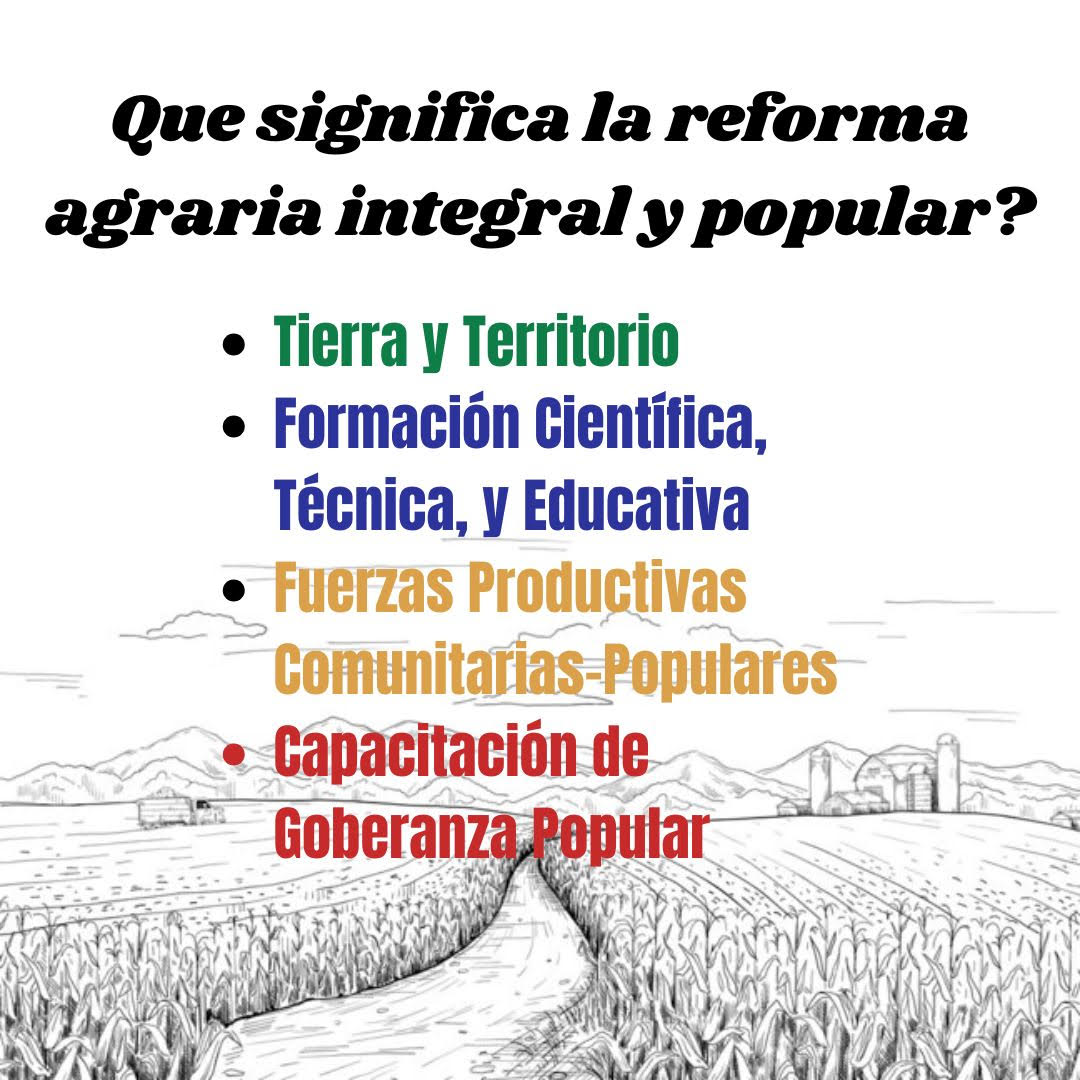 Que significa la reforma
agraria integral y popular?
• Tierra y Territorio
• Formación Científica,
Técnica, y Educativa
• Fuerzas Productivas
Comunitarias-Populares
• Capacitación de
Goberanza Popular